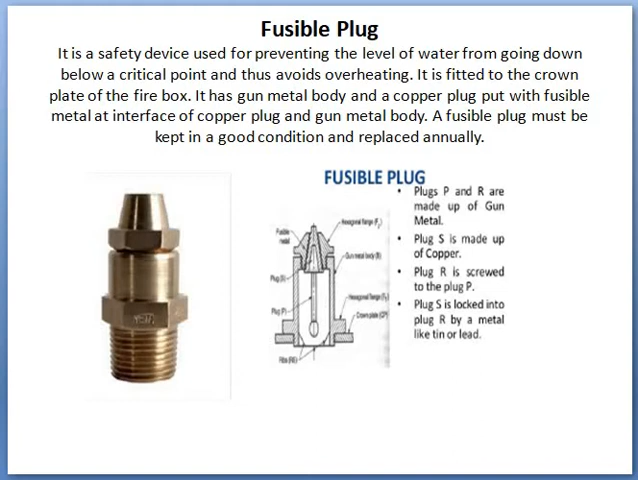 Fusible Plug
It is a safety device used for preventing the level of water from going down
below a critical point and thus avoids overheating. It is fitted to the crown
plate of the fire box. It has gun metal body and a copper plug put with fusible
metal at interface of copper plug and gun metal body. A fusible plug must be
kept in a good condition and replaced annually.
FUSIBLE PLUG
• Plugs P and R are
made up of Gun
Metal.
• Plug S is made up
of Copper.
• Plug R is screwed
to the plug P.
• Plug S is locked into
plug R by a metal
like tin or lead.
Fusible
metal
Hexagonal flange (F₂)
Gun metal body (B)
Plug
Plug(P)
Hexagonal flange(F₁)
Crown plate (CP)